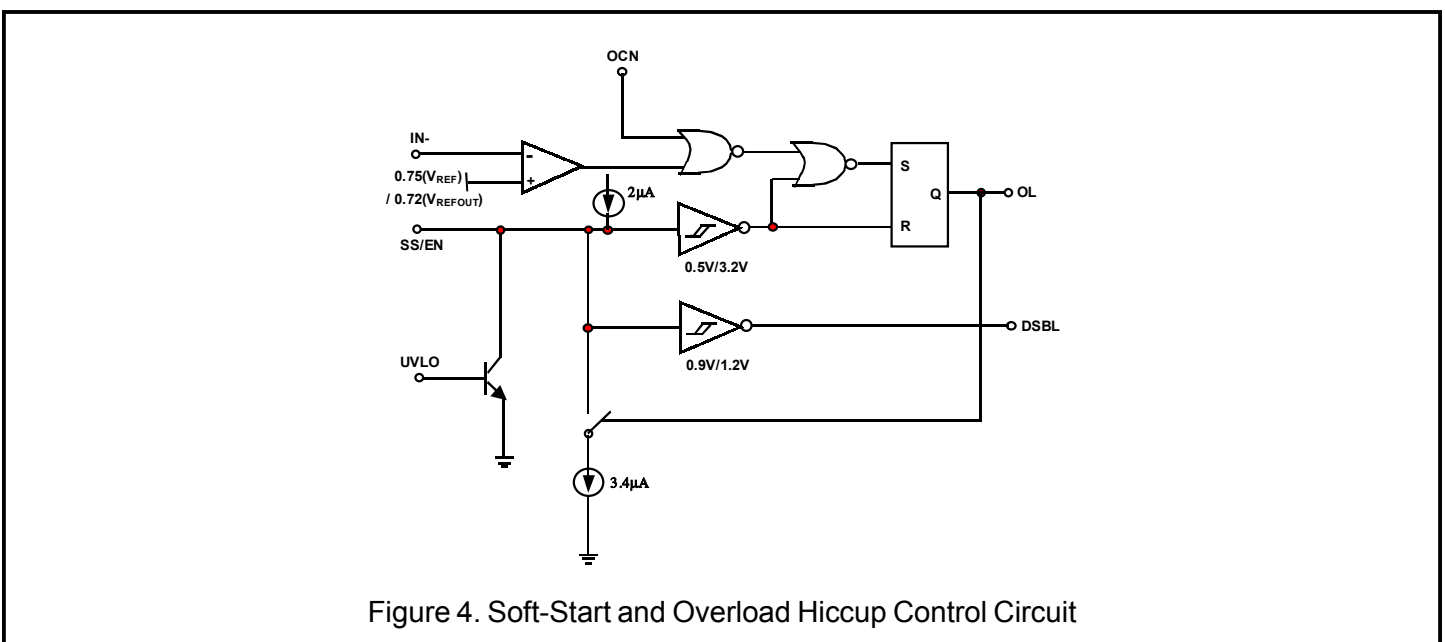 OCN
IN-
-
0.75(VREF)
+
/ 0.72(VREFOUT)
2μA
S
Q
OL
R
SS/EN
0.5V/3.2V
DSBL
UVLO
0.9V/1.2V
3.4μA
Figure 4. Soft-Start and Overload Hiccup Control Circuit